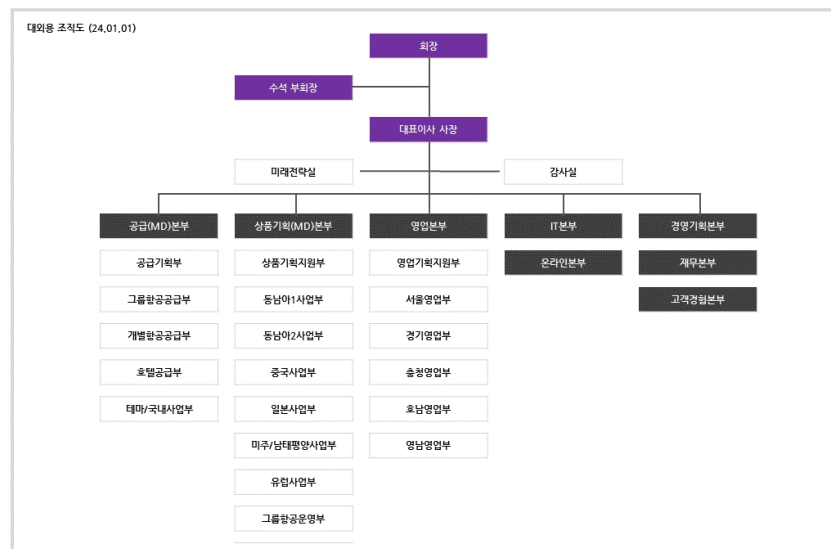 대외용 조직도 (24.01.01)
회장
수석 부회장
대표이사 사장
미래전략실
감사실
공급(MD)본부
상품기획(MD)본부
영업본부
IT본부
경영기획본부
공급기획부
상품기획지원부
영업기획지원부
온라인본부
재무본부
그룹항공공급부
동남아1사업부
서울영업부
고객경험본부
개별항공공급부
동남아2사업부
경기영업부
호텔공급부
중국사업부
충청영업부
테마/국내사업부
일본사업부
호남영업부
미주/남태평양사업부
영남영업부
유럽사업부
그룹항공운영부